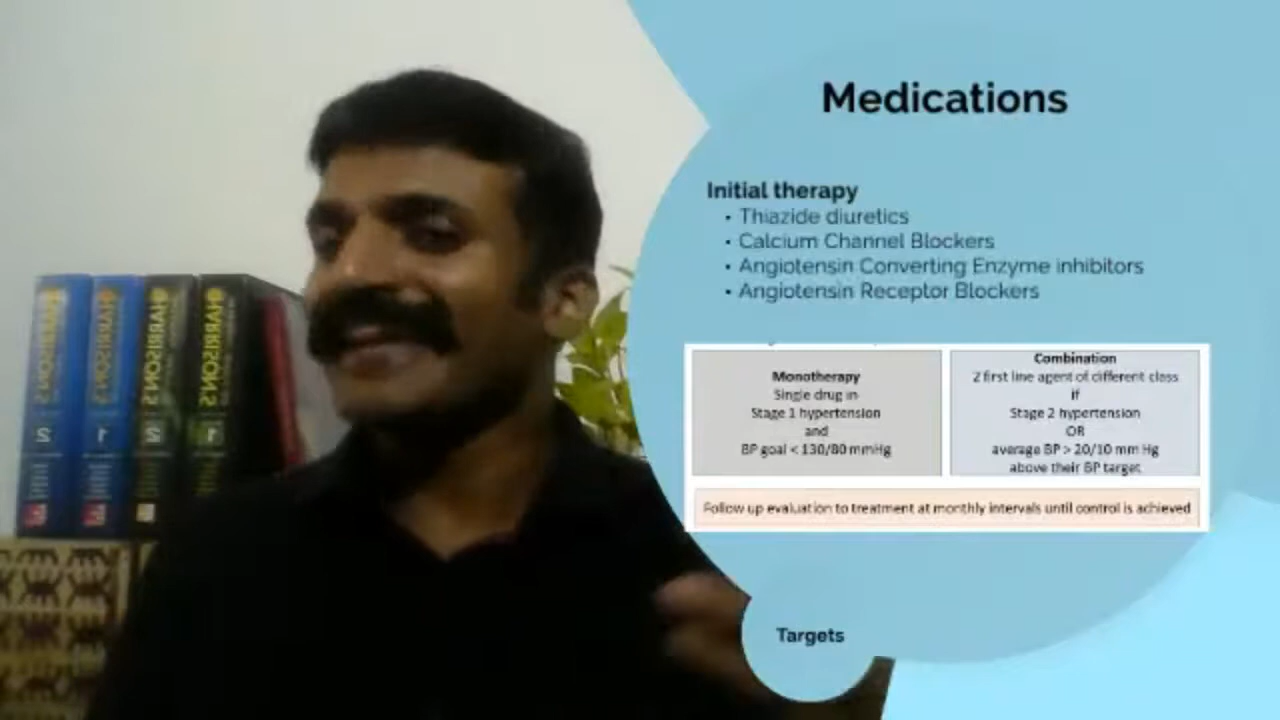 Medications
Initial therapy
• Thiazide diuretics
• Calcium Channel Blockers
• Angiotensin Converting Enzyme inhibitors
• Angiotensin Receptor Blockers
Monotherapy
Single drug in
Stage 1 hypertension
and
BP goal < 130/80 mmHg
Combination
2 first line agent of different class
if
Stage 2 hypertension
OR
average BP > 20/10 mm Hg
above their BP target
Follow up evaluation to treatment at monthly intervals until control is achieved
Targets
HARRISON'S
2
HARRISON'S
1
HARRISON'S
2
HARRISON'S
1